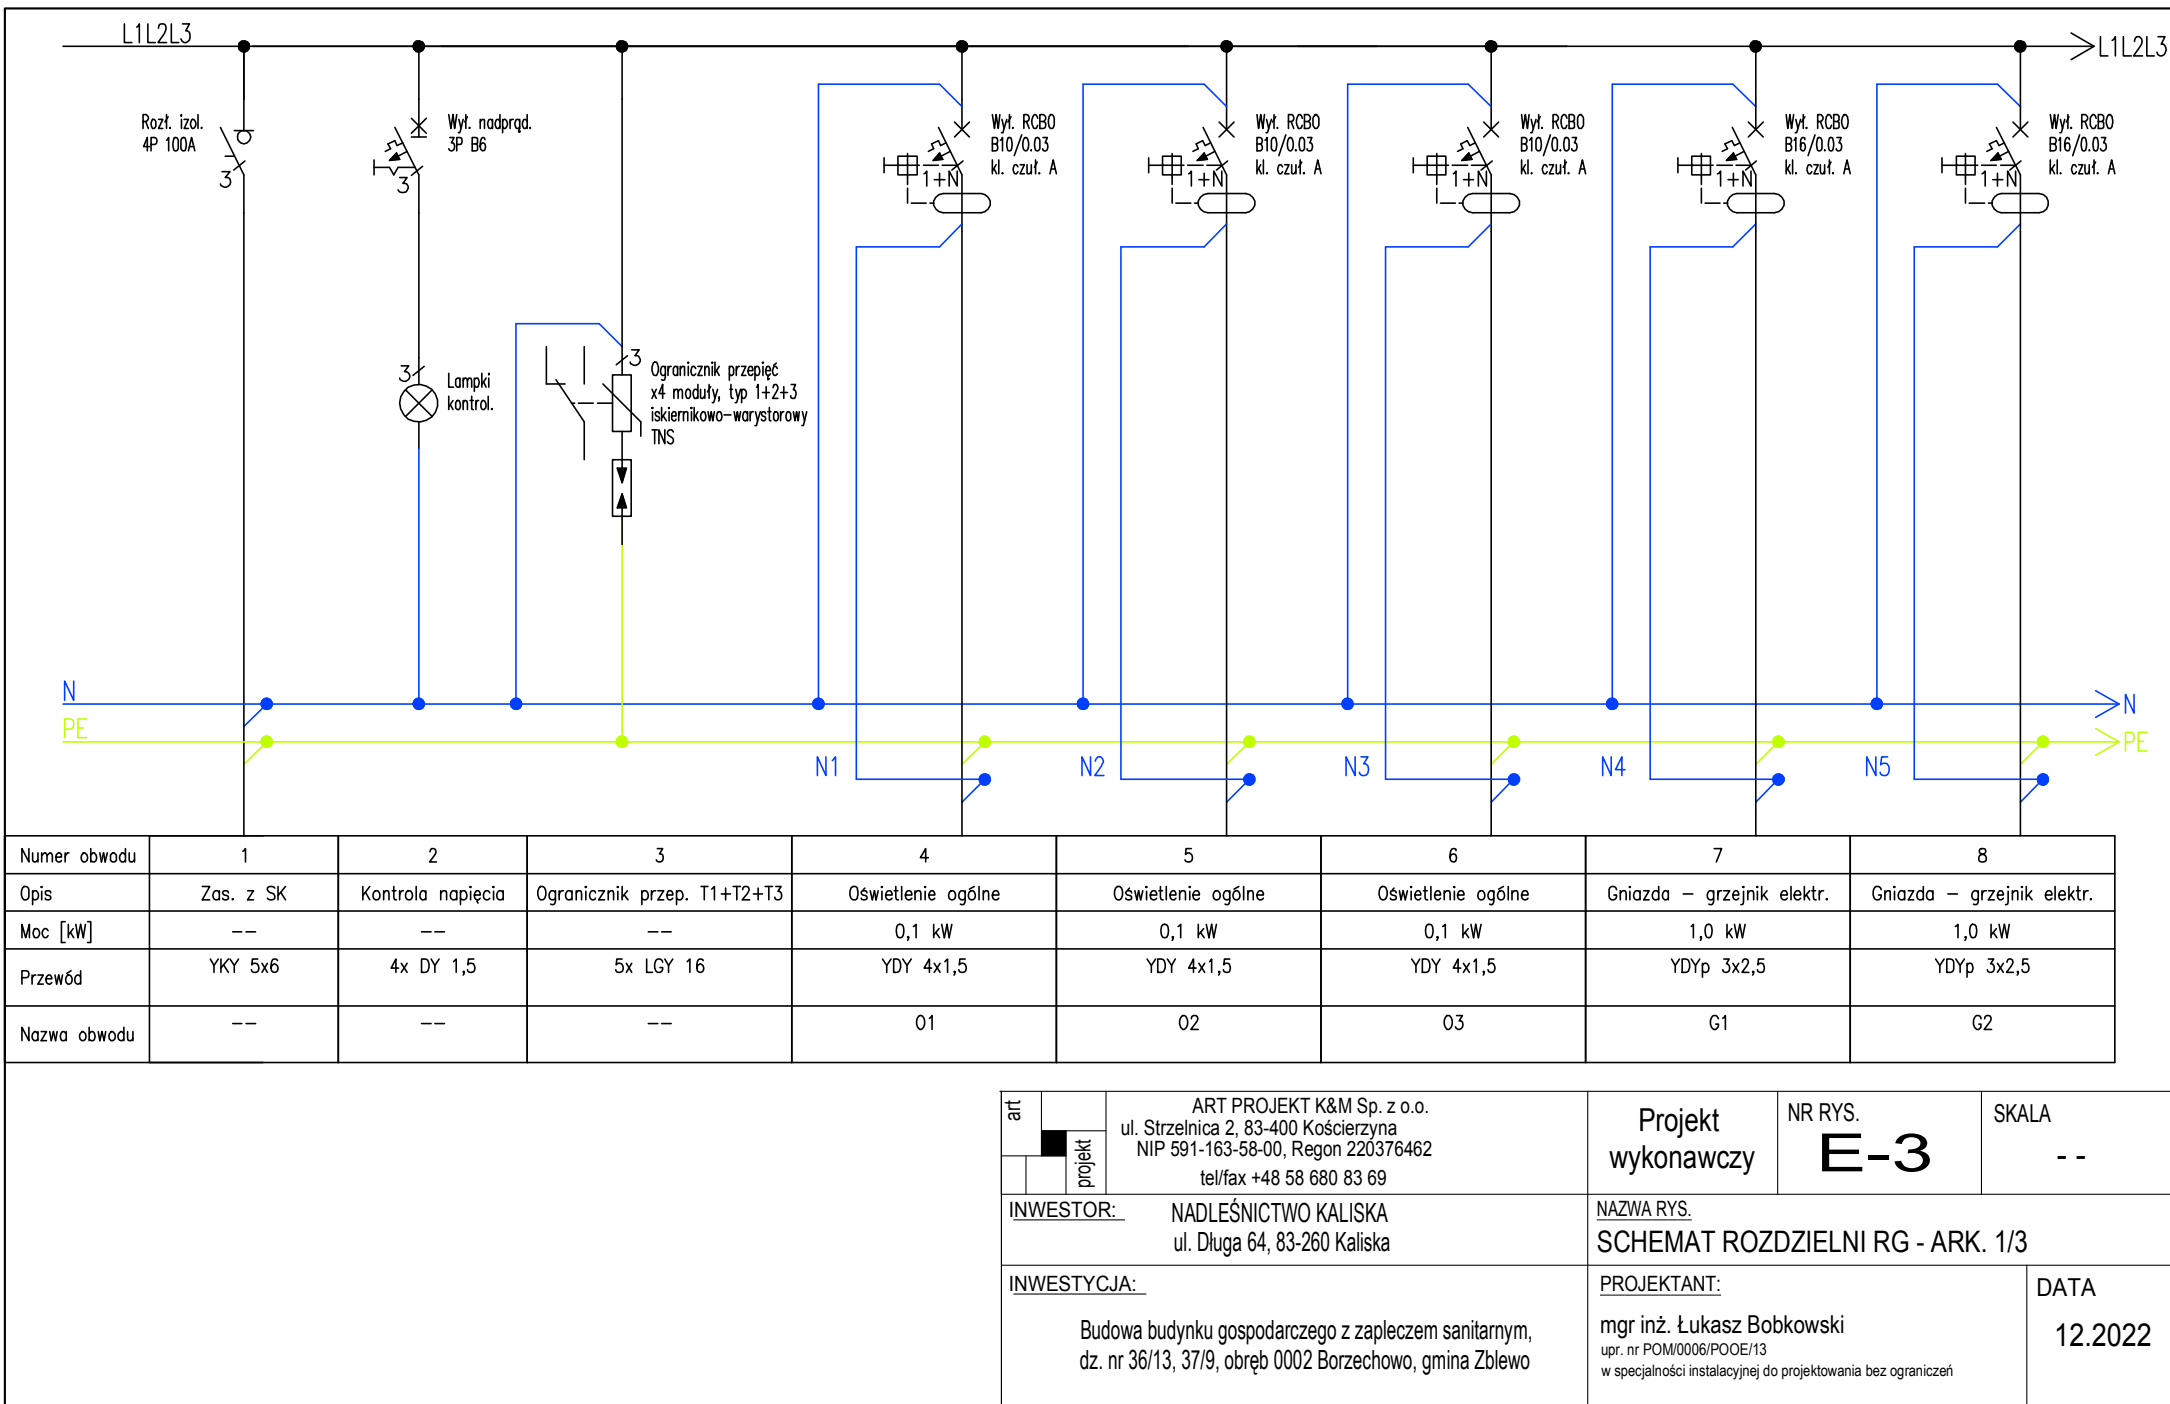 L1L2L3
L1L2L3
Rozł. izol.
4P 100A
3
Wył. nadprąd.
3P B6
3
3
Lampki
kontrol.
3
Ogranicznik przepięć
x4 moduły, typ 1+2+3
iskiernikowo-warystorowy
TNS
Wył. RCBO
B10/0.03
kl. czuł. A
1+N
Wył. RCBO
B10/0.03
kl. czuł. A
1+N
Wył. RCBO
B10/0.03
kl. czuł. A
1+N
Wył. RCBO
B16/0.03
kl. czuł. A
1+N
Wył. RCBO
B16/0.03
kl. czuł. A
1+N
N
N
PE
PE
N1 N2 N3 N4 N5
Numer obwodu 1 2 3 4 5 6 7 8
Opis Zas. z SK Kontrola napięcia Ogranicznik przep. T1+T2+T3 Oświetlenie ogólne Oświetlenie ogólne Oświetlenie ogólne Gniazda – grzejnik elektr. Gniazda – grzejnik elektr.
Moc [kW] -- -- -- 0,1 kW 0,1 kW 0,1 kW 1,0 kW 1,0 kW
Przewód YKY 5x6 4x DY 1,5 5x LGY 16 YDY 4x1,5 YDY 4x1,5 YDY 4x1,5 YDYp 3x2,5 YDYp 3x2,5
Nazwa obwodu -- -- -- O1 O2 O3 G1 G2
art
projekt
ART PROJEKT K&M Sp. z o.o.
ul. Strzelnica 2, 83-400 Kościerzyna
NIP 591-163-58-00, Regon 220376462
tel/fax +48 58 680 83 69
Projekt
wykonawczy
NR RYS.
E-3
SKALA
- -
INWESTOR:
NADLEŚNICTWO KALISKA
ul. Długa 64, 83-260 Kaliska
NAZWA RYS.
SCHEMAT ROZDZIELNI RG - ARK. 1/3
INWESTYCJA:
Budowa budynku gospodarczego z zapleczem sanitarnym,
dz. nr 36/13, 37/9, obręb 0002 Borzechowo, gmina Zblewo
PROJEKTANT:
mgr inż. Łukasz Bobkowski
upr. nr POM/0006/POOE/13
w specjalności instalacyjnej do projektowania bez ograniczeń
DATA
12.2022